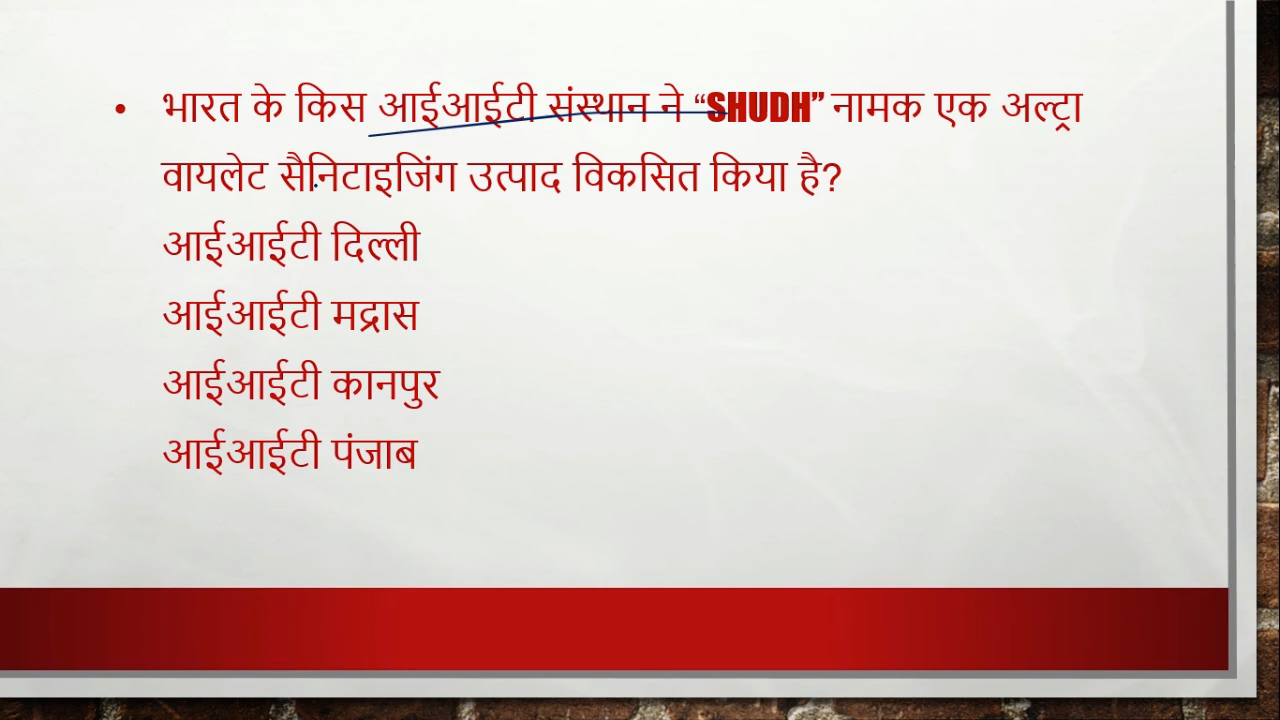 • भारत के किस आईआईटी संस्थान ने “SHUDH” नामक एक अल्ट्रा
वायलेट सैनिटाइजिंग उत्पाद विकसित किया है?
आईआईटी दिल्ली
आईआईटी मद्रास
आईआईटी कानपुर
आईआईटी पंजाब